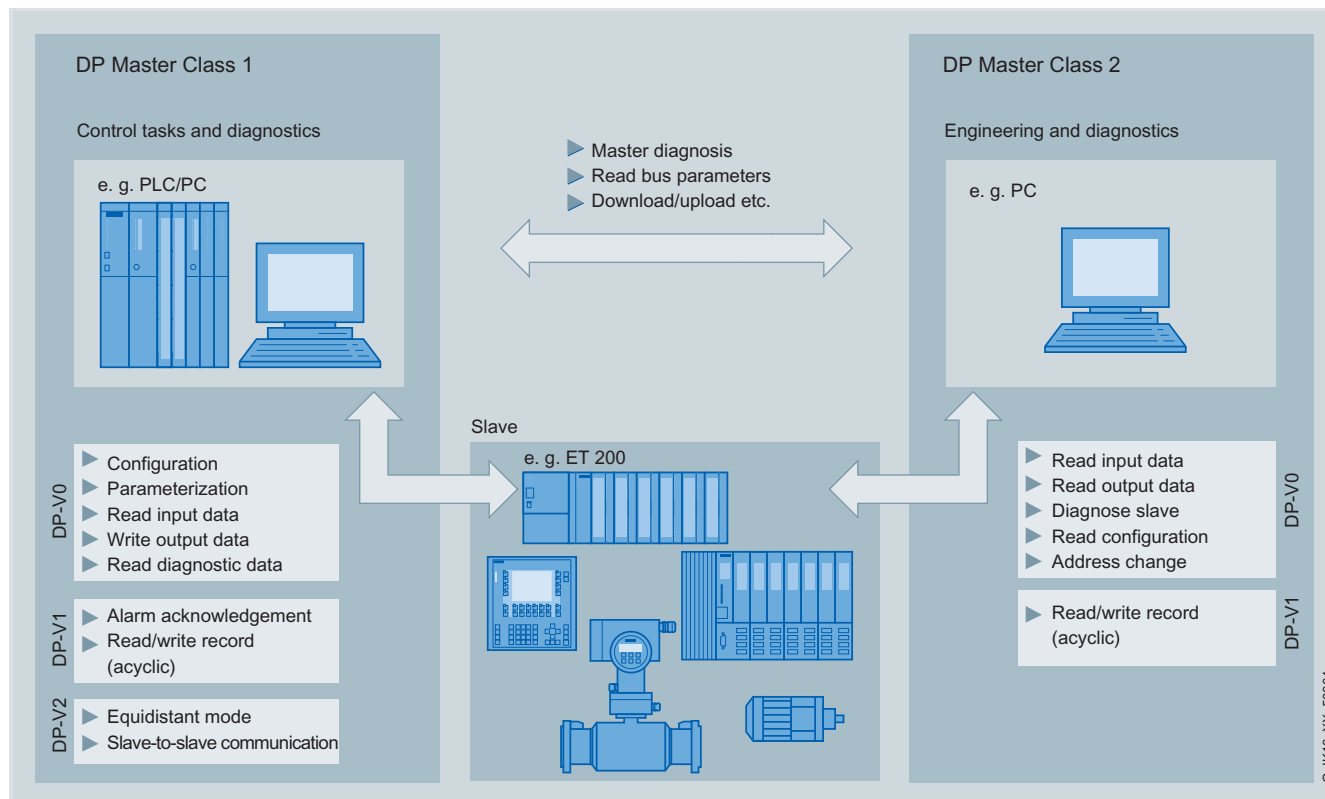 DP Master Class 1
Control tasks and diagnostics
e. g. PLC/PC
Master diagnosis
Read bus parameters
Download/upload etc.
DP Master Class 2
Engineering and diagnostics
e. g. PC
DP-V0
Configuration
Parameterization
Read input data
Write output data
Read diagnostic data
DP-V1
Alarm acknowledgement
Read/write record
(acyclic)
DP-V2
Equidistant mode
Slave-to-slave communication
Slave
e. g. ET 200
Read input data
Read output data
Diagnose slave
Read configuration
Address change
DP-V0
Read/write record
(acyclic)
DP-V1